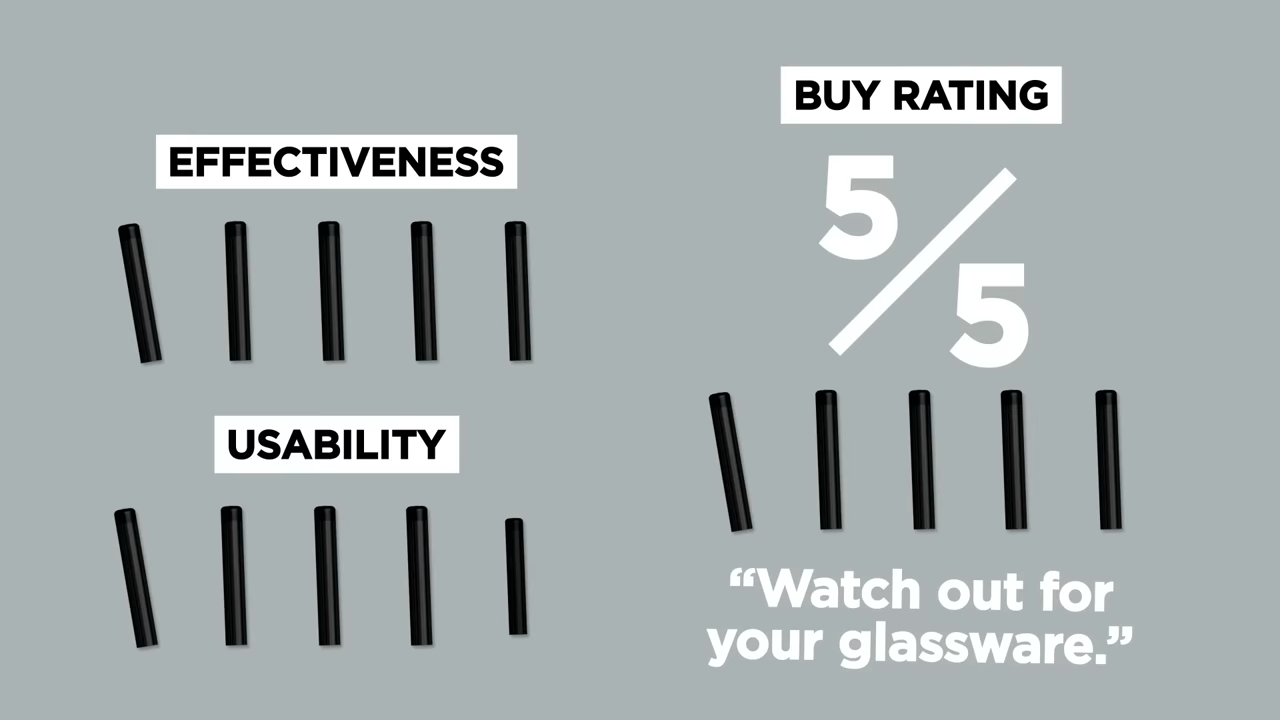 EFFECTIVENESS
USABILITY
BUY RATING
5/5
“Watch out for
your glassware.”